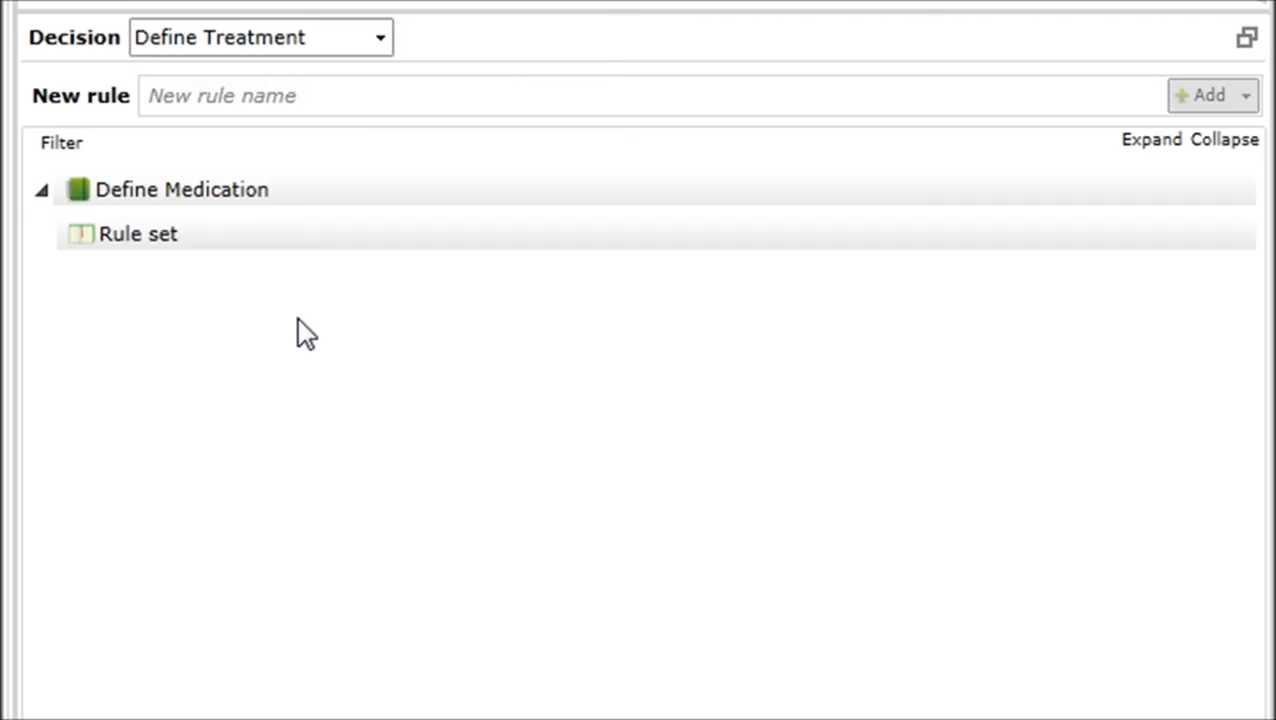 Decision Define Treatment
New rule New rule name Add
Filter Expand Collapse
Define Medication
Rule set